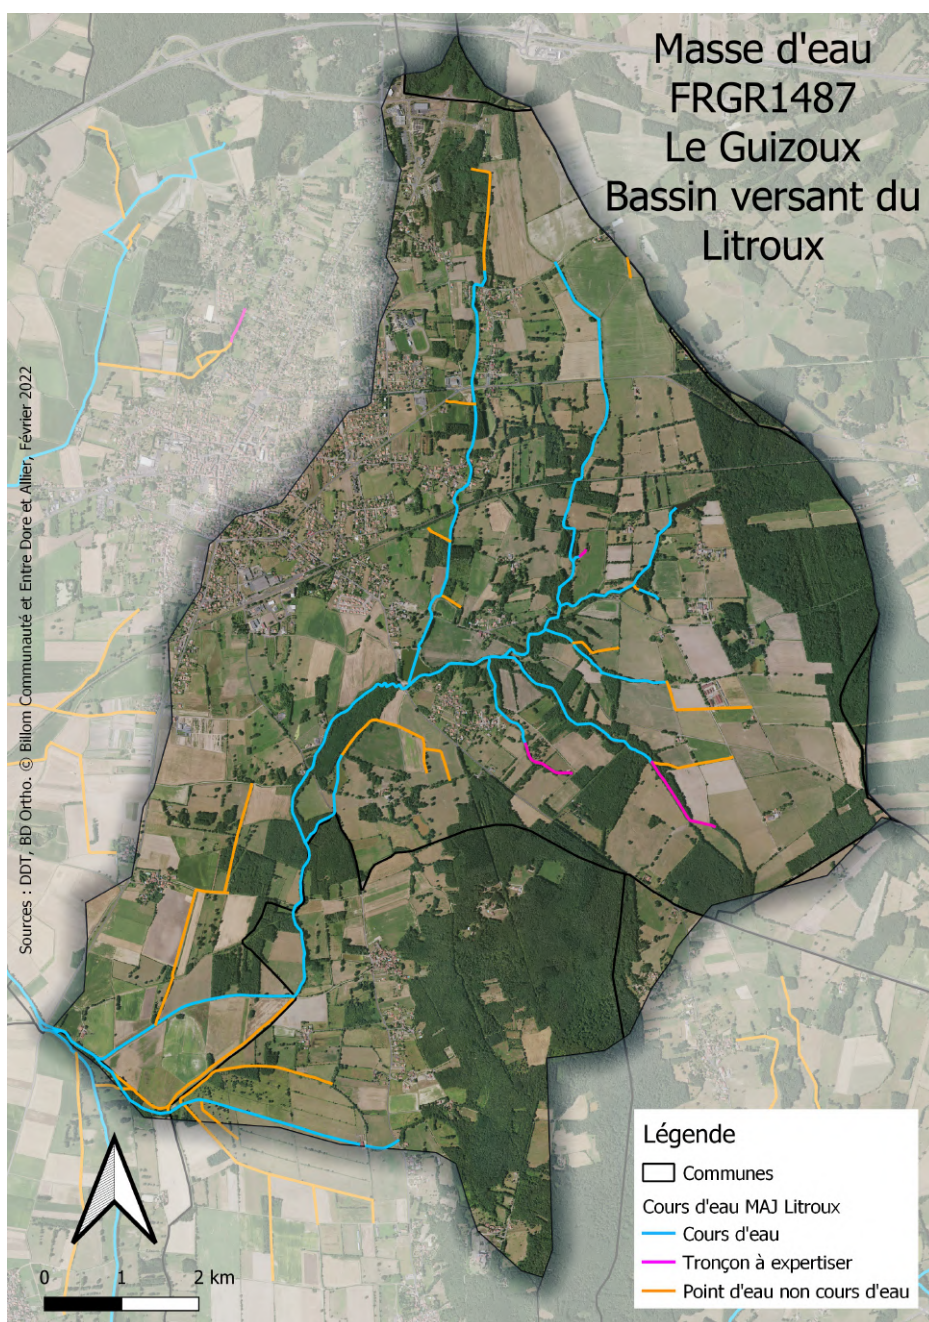 Masse d'eau
FRGR1487
Le Guizoux
Bassin versant du
Litroux
Sources : DDT, BD Ortho. © Billom Communauté et Entre Dore et Allier, Février 2022
Légende
Communes
Cours d'eau MAJ Litroux
Cours d'eau
Tronçon à expertiser
Point d'eau non cours d'eau
0 1 2 km